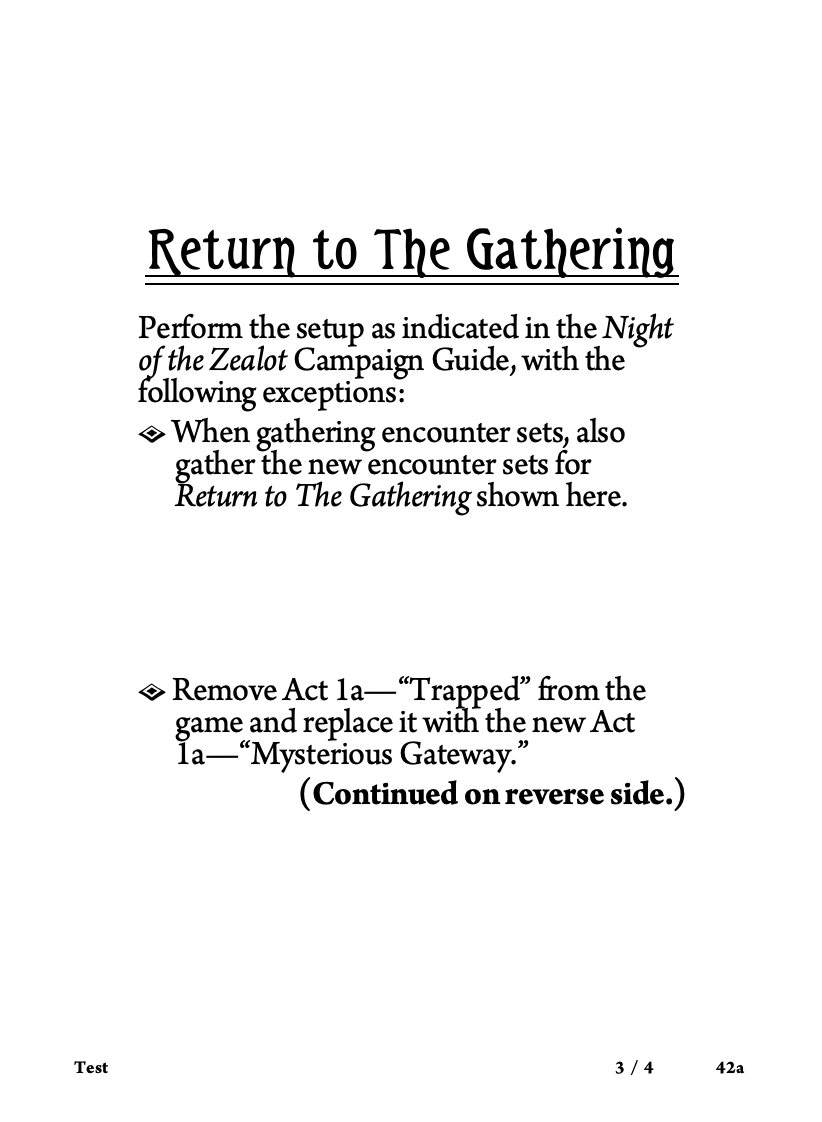 Return to The Gathering
Perform the setup as indicated in the Night
of the Zealot Campaign Guide, with the
following exceptions:
When gathering encounter sets, also
gather the new encounter sets for
Return to The Gathering shown here.
Remove Act 1a—“Trapped” from the
game and replace it with the new Act
1a—“Mysterious Gateway.”
(Continued on reverse side.)
Test 3 / 4 42a